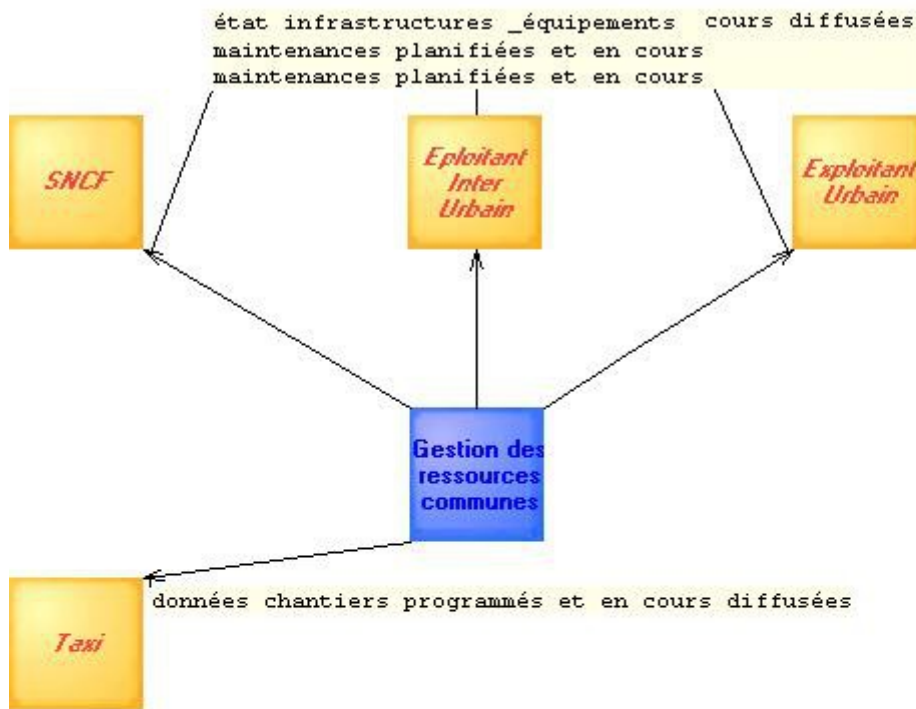 état infrastructures _équipements cours diffusées
maintenances planifiées et en cours
maintenances planifiées et en cours
SNCF
Eploitant
Inter
Urbain
Exploitant
Urbain
Gestion des
ressources
communes
données chantiers programmés et en cours diffusées
Taxi